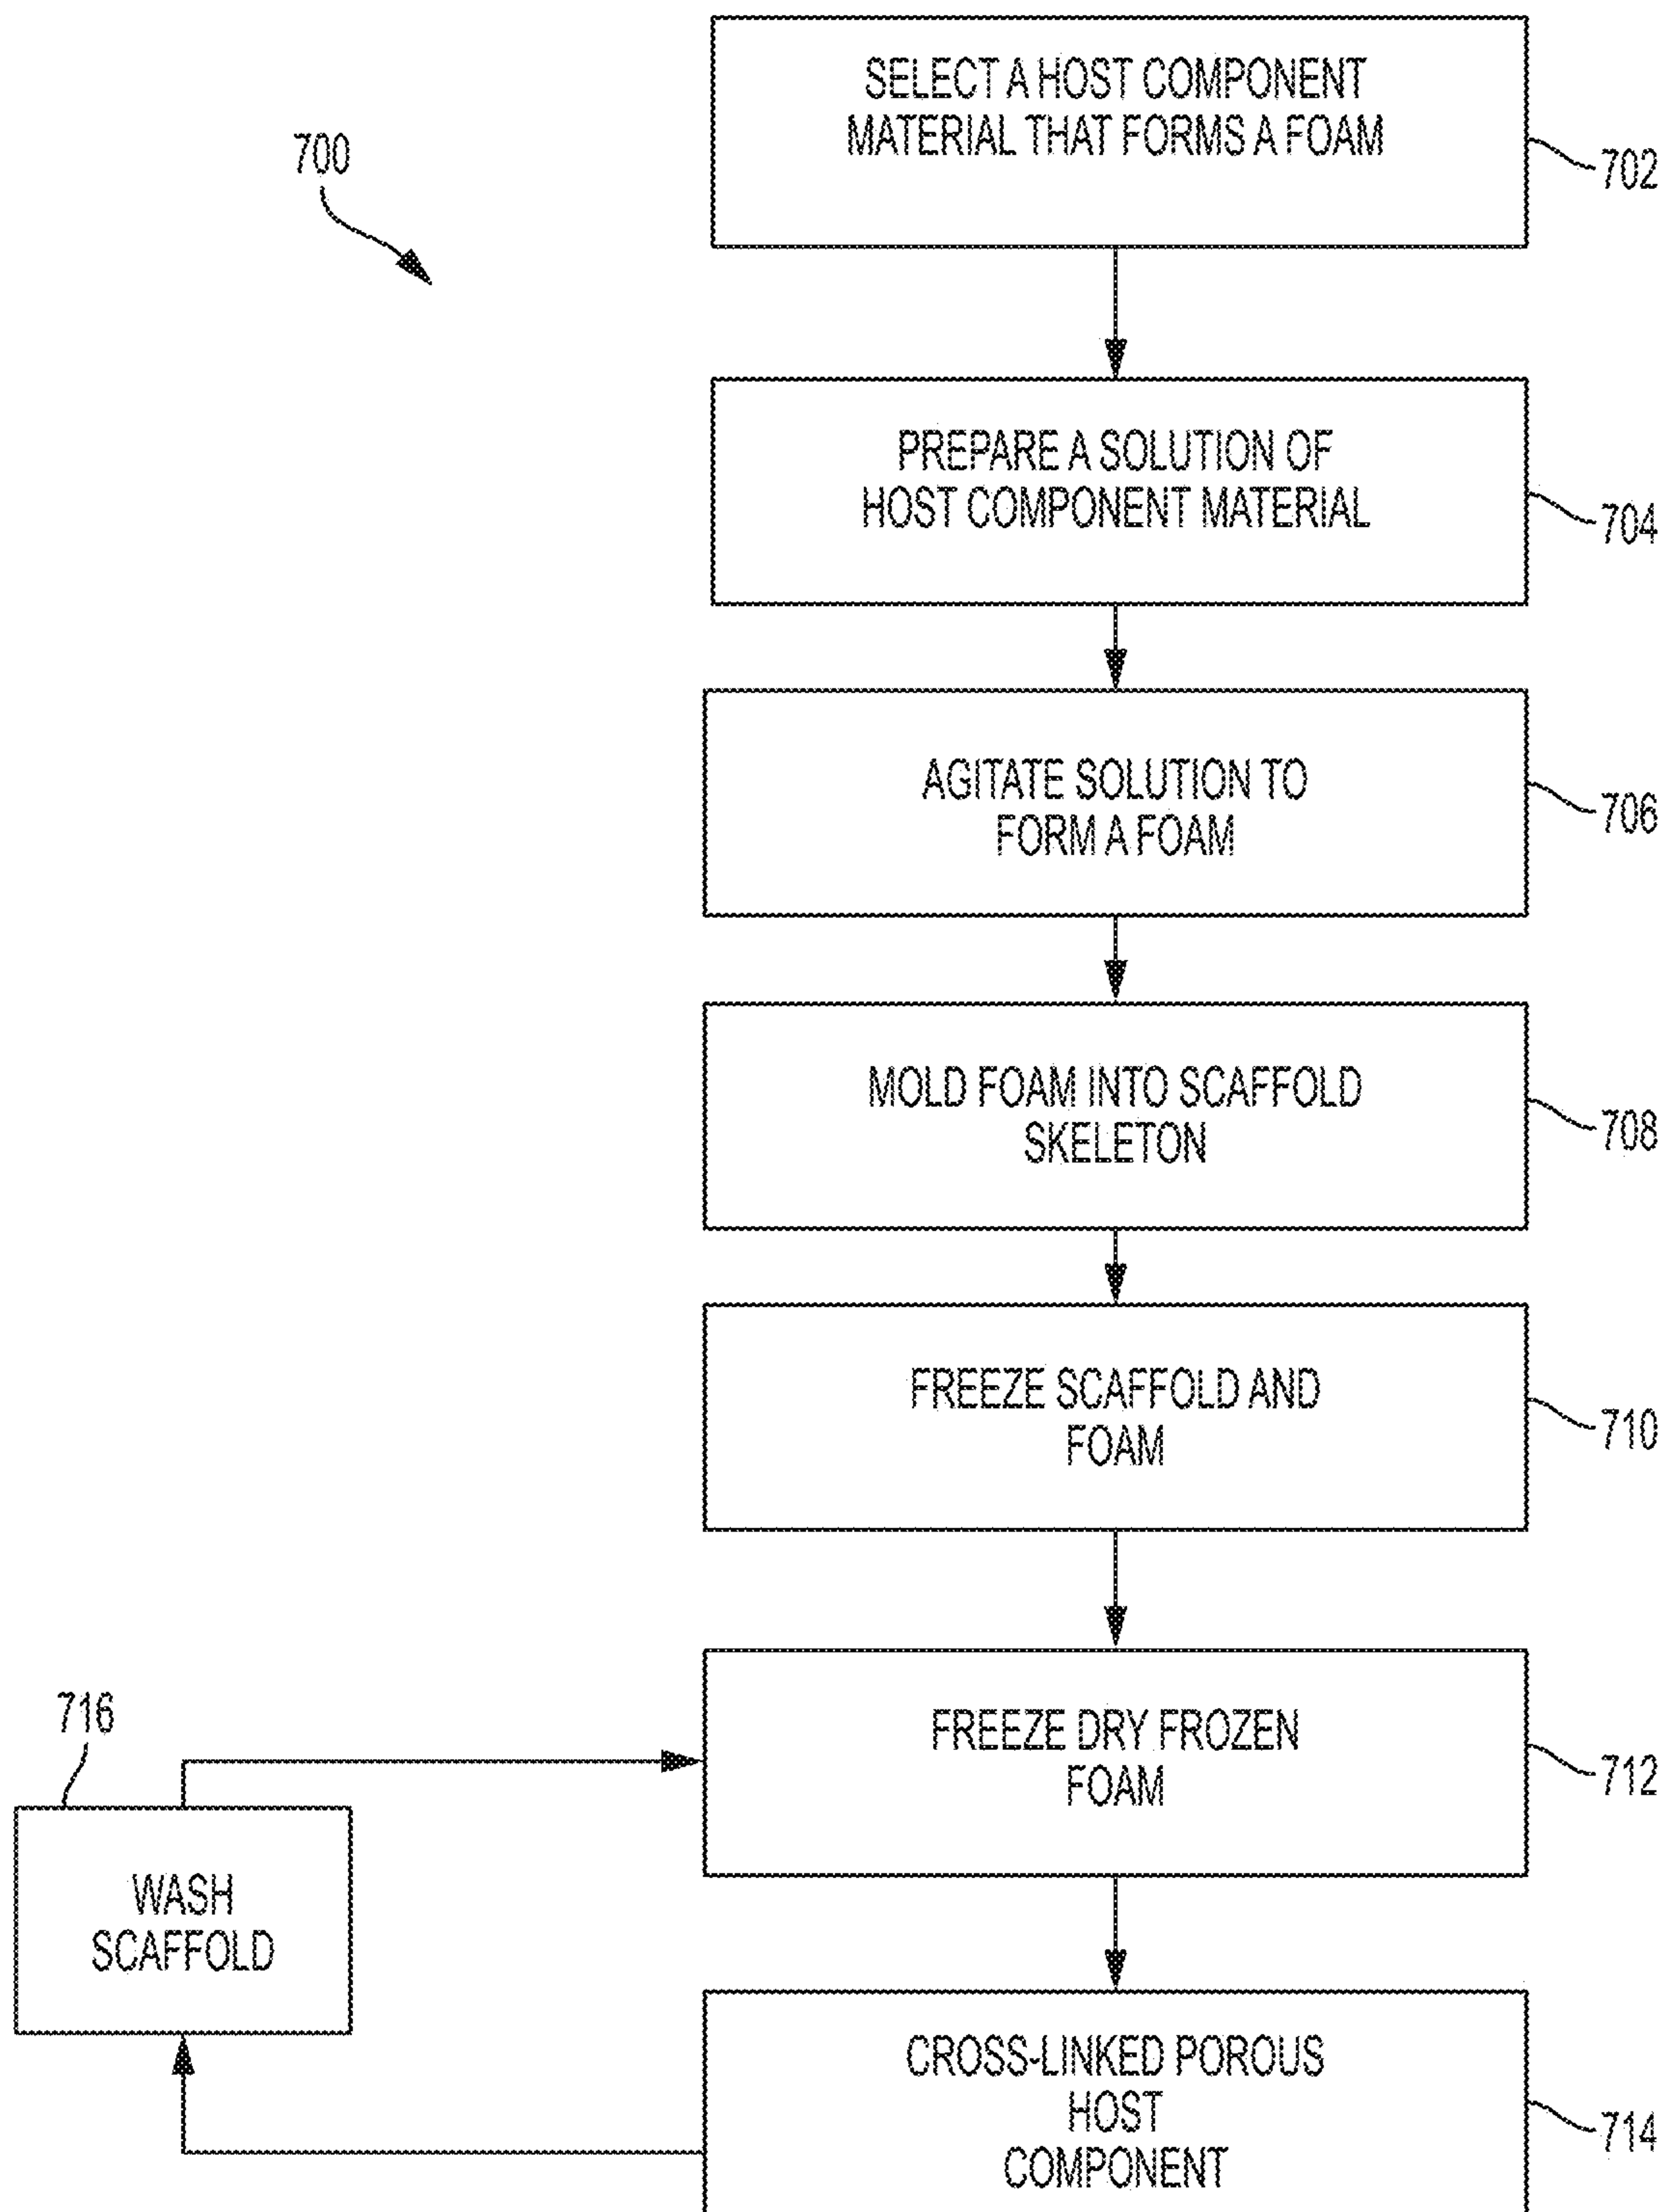 700
SELECT A HOST COMPONENT
MATERIAL THAT FORMS A FOAM
702
PREPARE A SOLUTION OF
HOST COMPONENT MATERIAL
704
AGITATE SOLUTION TO
FORM A FOAM
706
MOLD FOAM INTO SCAFFOLD
SKELETON
708
FREEZE SCAFFOLD AND
FOAM
710
FREEZE DRY FROZEN
FOAM
712
716
WASH
SCAFFOLD
CROSS-LINKED POROUS
HOST
COMPONENT
714